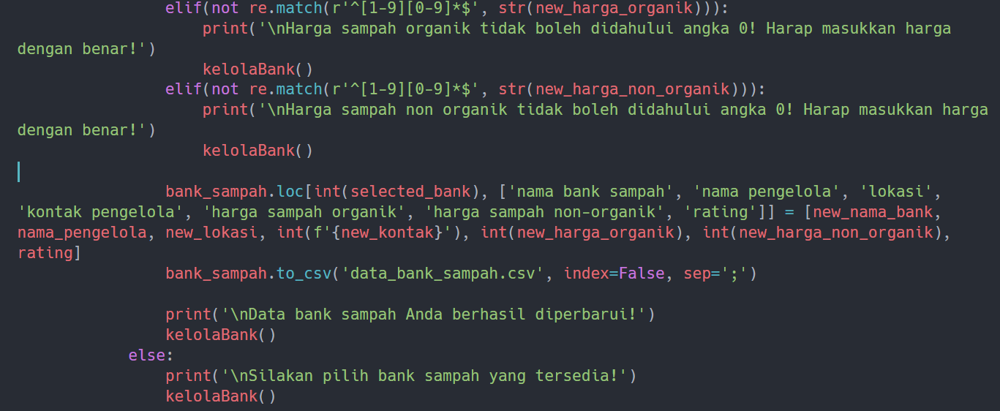 elif(not re.match(r'^[1-9][0-9]*$', str(new_harga_organik))):
print('\nHarga sampah organik tidak boleh didahului angka 0! Harap masukkan harga
dengan benar!')
kelolaBank()
elif(not re.match(r'^[1-9][0-9]*$', str(new_harga_non_organik))):
print('\nHarga sampah non organik tidak boleh didahului angka 0! Harap masukkan harga
dengan benar!')
kelolaBank()
bank_sampah.loc[int(selected_bank), ['nama bank sampah', 'nama pengelola', 'lokasi',
'kontak pengelola', 'harga sampah organik', 'harga sampah non-organik', 'rating']] = [new_nama_bank,
nama_pengelola, new_lokasi, int(f'{new_kontak}'), int(new_harga_organik), int(new_harga_non_organik),
rating]
bank_sampah.to_csv('data_bank_sampah.csv', index=False, sep=';')
print('\nData bank sampah Anda berhasil diperbarui!')
kelolaBank()
else:
print('\nSilakan pilih bank sampah yang tersedia!')
kelolaBank()